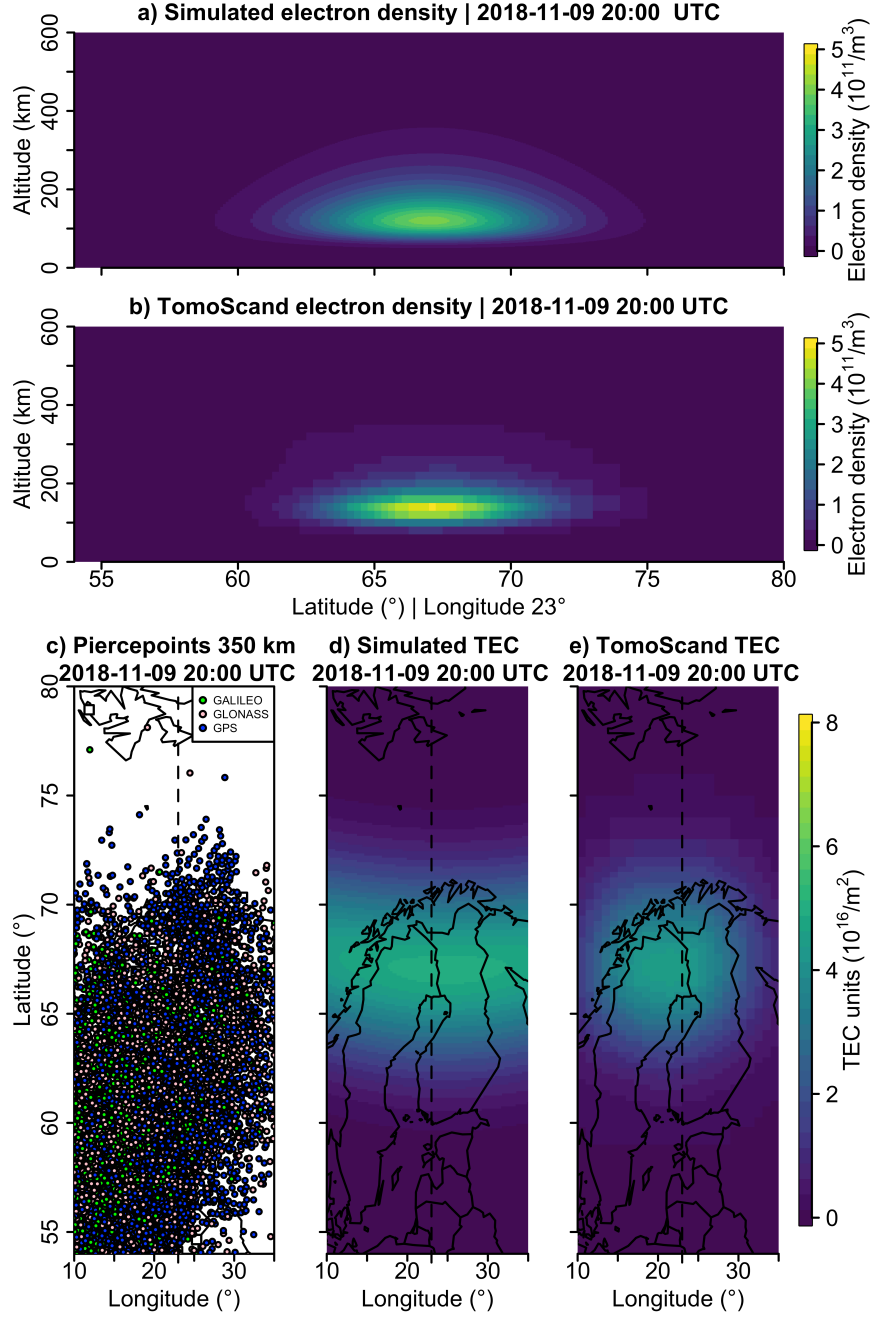 a) Simulated electron density | 2018-11-09 20:00 UTC
600
400
200
0
Altitude (km)
5
4
3
2
1
0
Electron density (10^11/m^3)
b) TomoScand electron density | 2018-11-09 20:00 UTC
600
400
200
0
Altitude (km)
5
4
3
2
1
0
Electron density (10^11/m^3)
55 60 65 70 75 80
Latitude (°) | Longitude 23°
c) Piercepoints 350 km
2018-11-09 20:00 UTC
GALILEO
GLONASS
GPS
80
75
70
65
60
55
Latitude (°)
10 20 30
Longitude (°)
d) Simulated TEC
2018-11-09 20:00 UTC
10 20 30
Longitude (°)
e) TomoScand TEC
2018-11-09 20:00 UTC
10 20 30
Longitude (°)
8
6
4
2
0
TEC units (10^16/m^2)